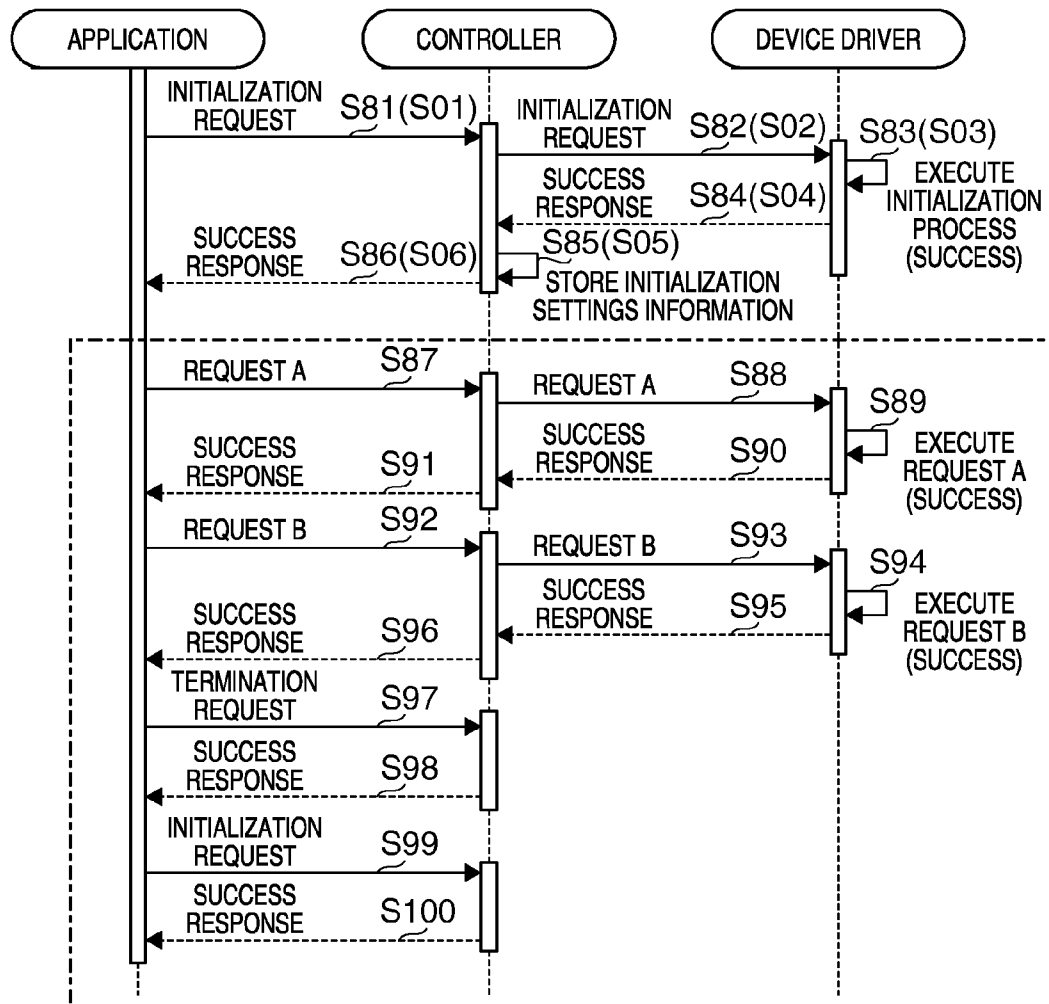 APPLICATION
CONTROLLER
DEVICE DRIVER
INITIALIZATION
REQUEST
S81(S01)
INITIALIZATION
REQUEST
S82(S02)
S83(S03)
EXECUTE
INITIALIZATION
PROCESS
(SUCCESS)
SUCCESS
RESPONSE
S84(S04)
S85(S05)
STORE INITIALIZATION
SETTINGS INFORMATION
SUCCESS
RESPONSE
S86(S06)
REQUEST A
S87
REQUEST A
S88
S89
EXECUTE
REQUEST A
(SUCCESS)
SUCCESS
RESPONSE
S90
SUCCESS
RESPONSE
S91
REQUEST B
S92
REQUEST B
S93
S94
EXECUTE
REQUEST B
(SUCCESS)
SUCCESS
RESPONSE
S95
SUCCESS
RESPONSE
S96
TERMINATION
REQUEST
S97
SUCCESS
RESPONSE
S98
INITIALIZATION
REQUEST
S99
SUCCESS
RESPONSE
S100